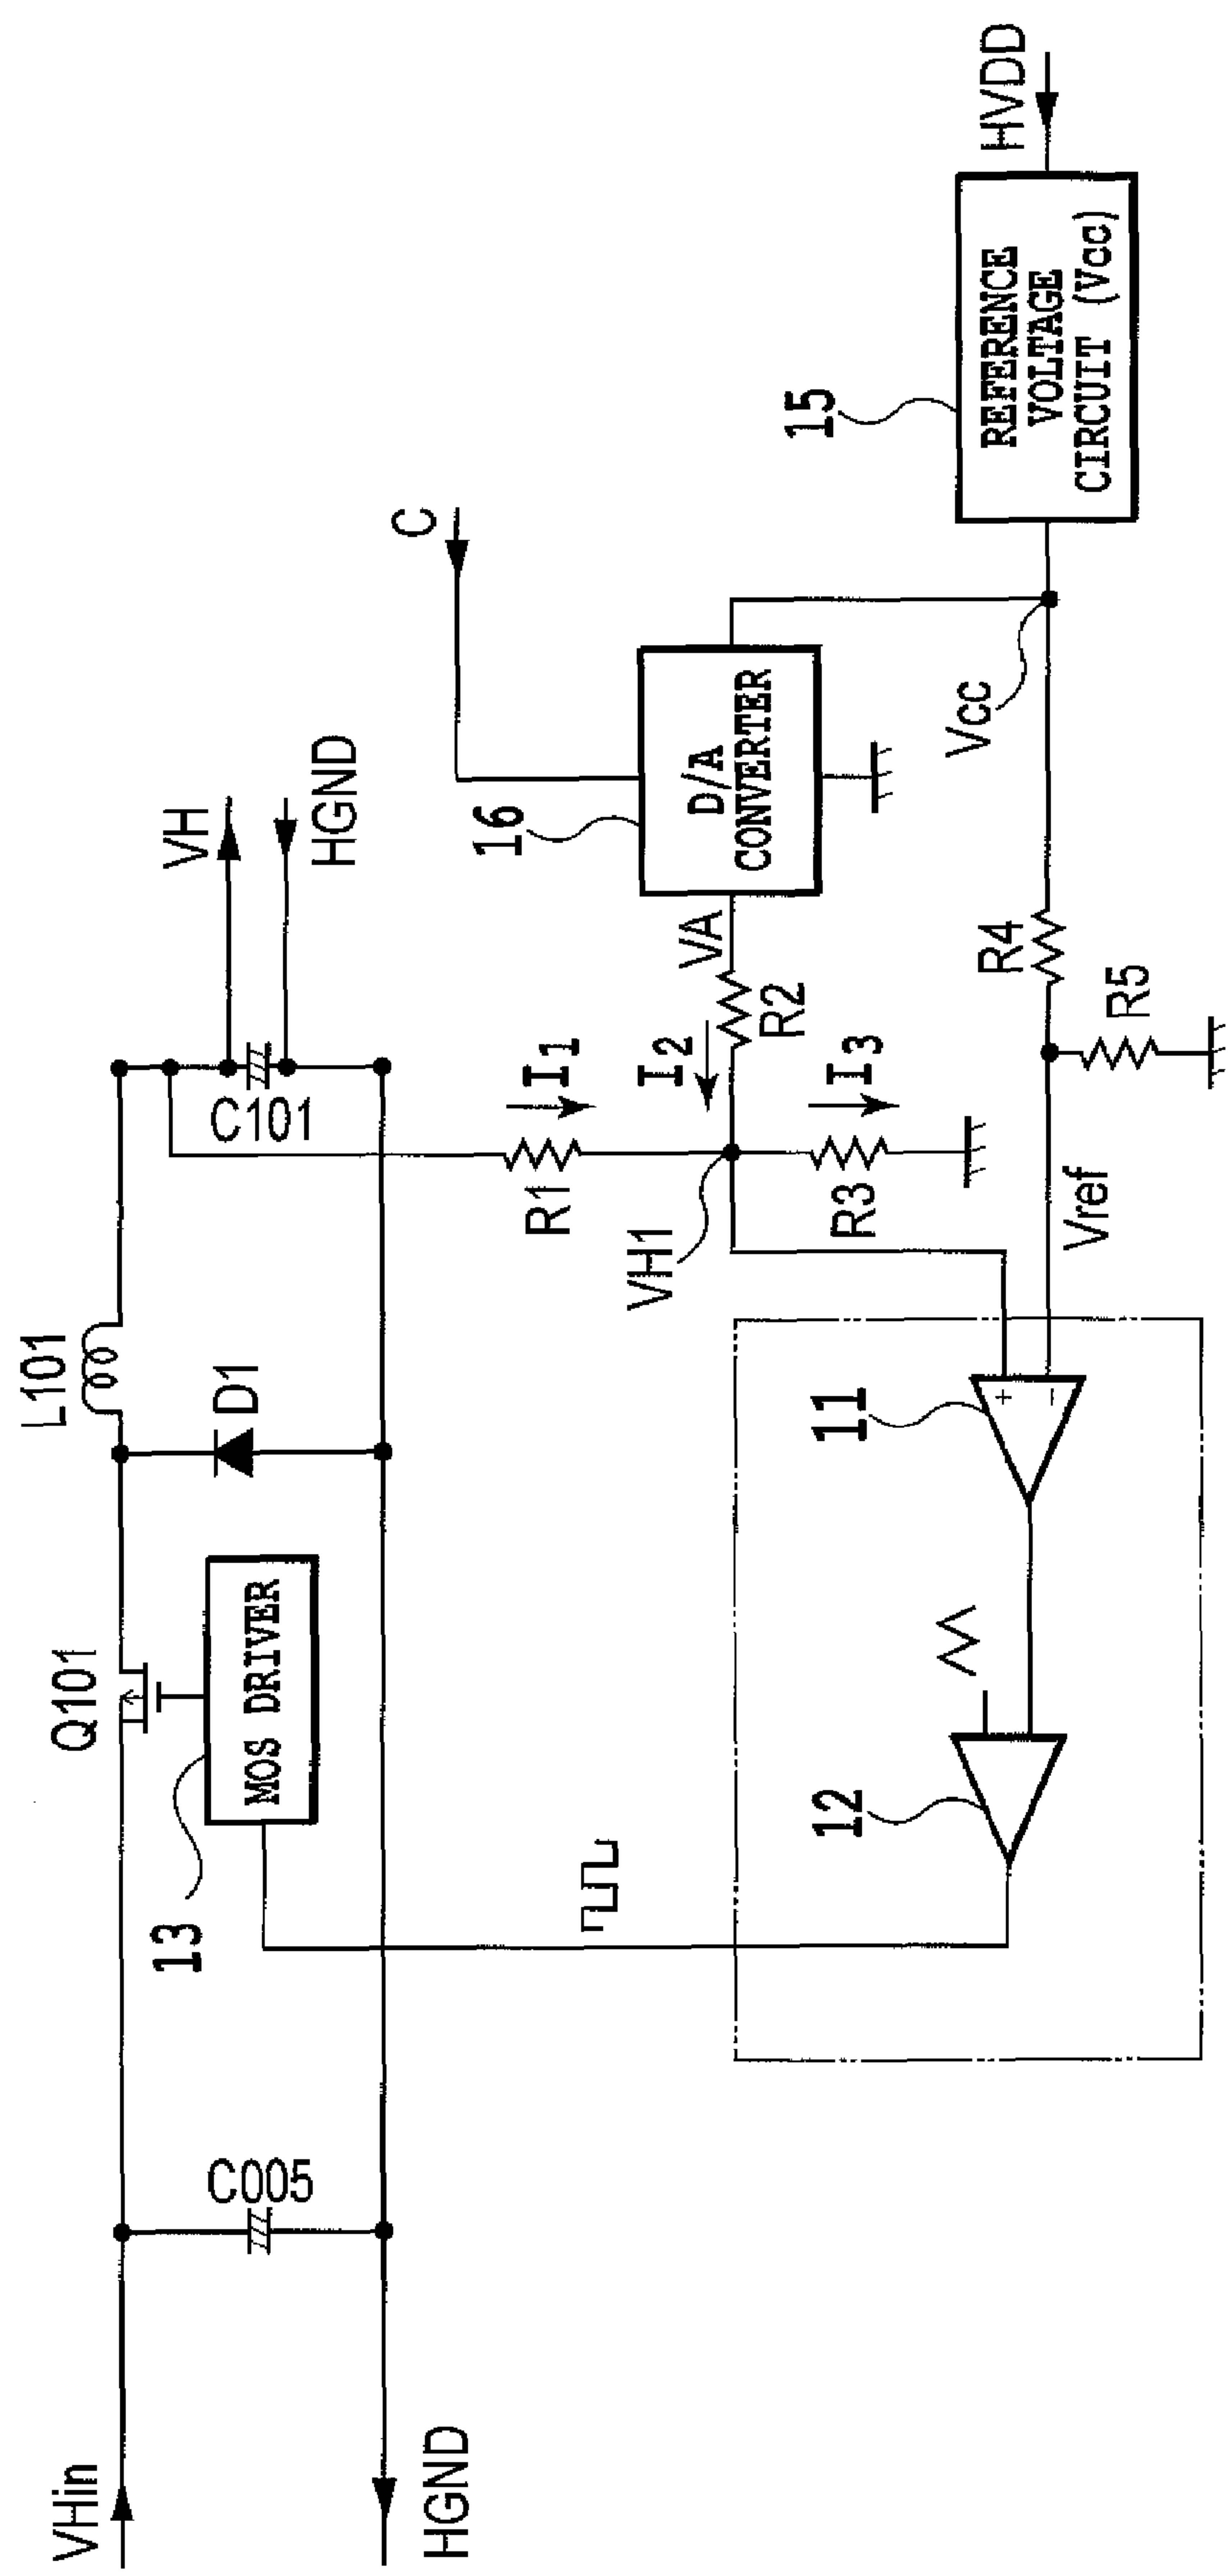 VHin
HGND
C005
Q101
13
MOS DRIVER
L101
D1
C101
VH
HGND
R1
I1
VH1
I2
R2
VA
R3
I3
16
D/A
CONVERTER
C
12
11
+
−
Vref
R4
R5
Vcc
15
REFERENCE
VOLTAGE
CIRCUIT (Vcc)
HVDD